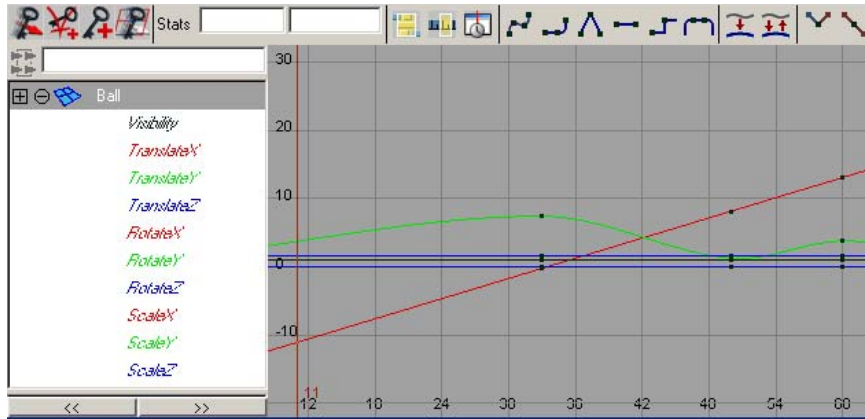 Stats
Ball
Visibility
TranslateX
TranslateY
TranslateZ
RotateX
RotateY
RotateZ
ScaleX
ScaleY
ScaleZ
<< >>
30
20
10
0
-10
11
12 18 24 30 36 42 48 54 60